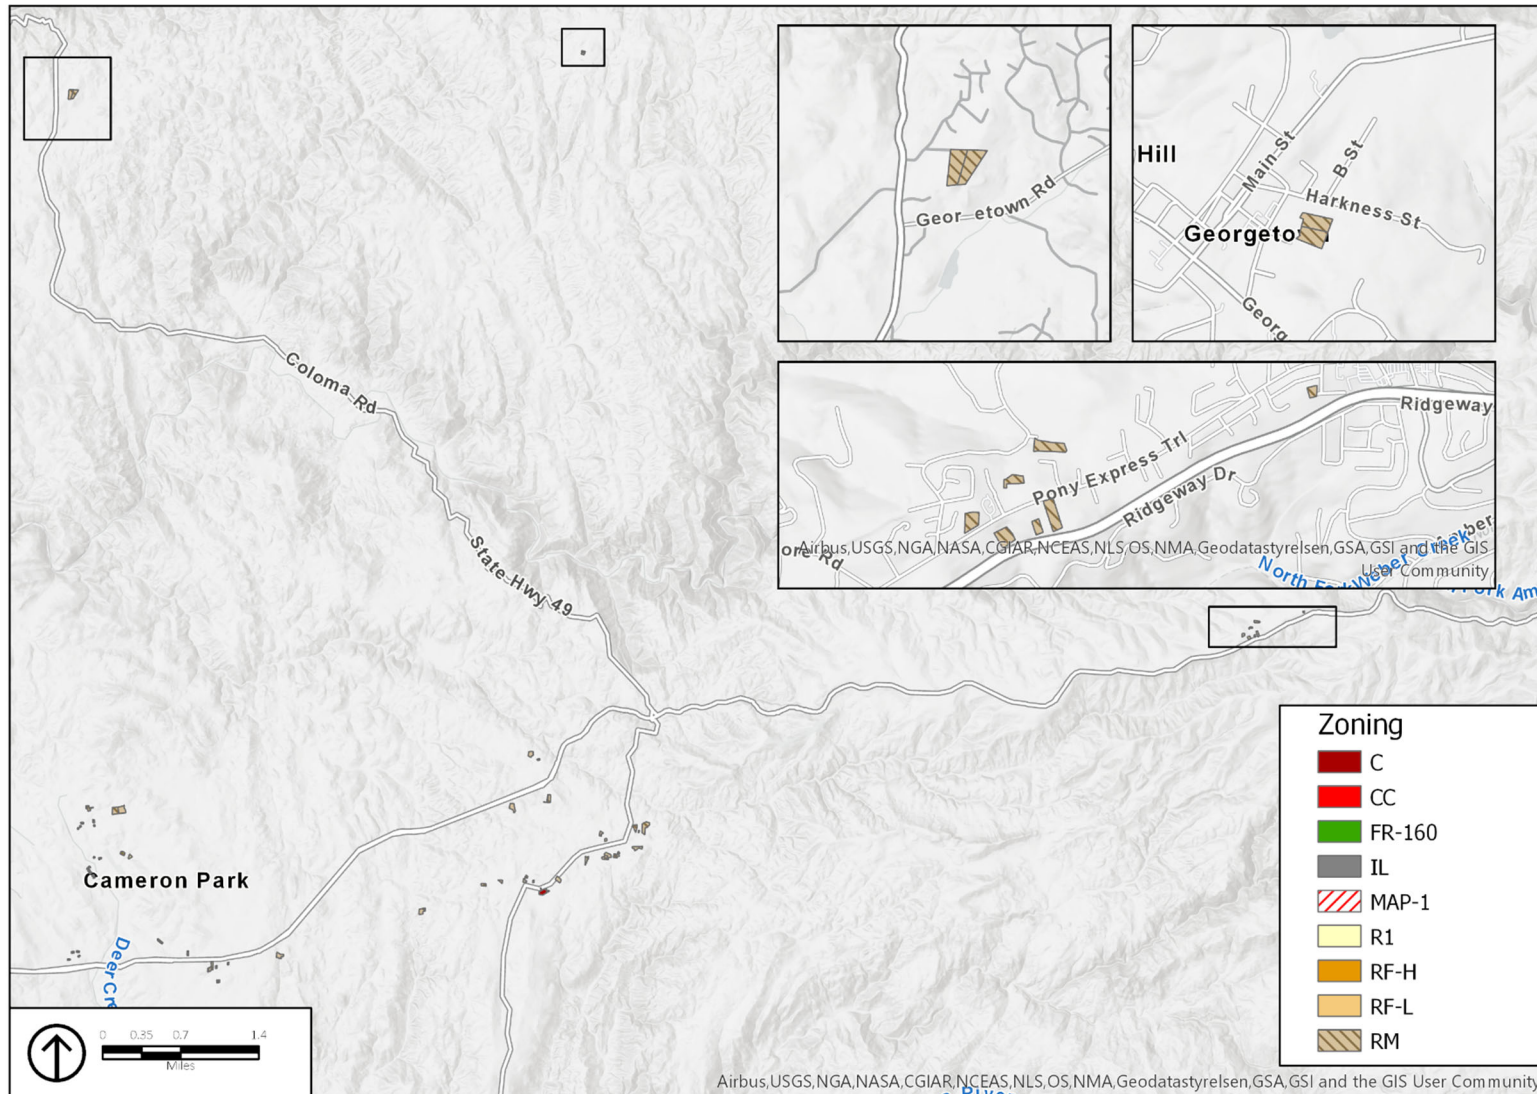 Geor etown Rd
Hill
Main St
B St
Harkness St
Georgeto
Georg
Coloma Rd
State Hwy 49
Pony Express Trl
Ridgeway Dr
Ridgeway
ore Rd
Airbus,USGS,NGA,NASA,CGIAR,NCEAS,NLS,OS,NMA,Geodatastyrelsen,GSA,GSI and the GIS
User Community
North Fork Weber Creek
Cameron Park
Deer Cre
Zoning
C
CC
FR-160
IL
MAP-1
R1
RF-H
RF-L
RM
0 0.35 0.7 1.4
Miles
Airbus,USGS,NGA,NASA,CGIAR,NCEAS,NLS,OS,NMA,Geodatastyrelsen,GSA,GSI and the GIS User Community